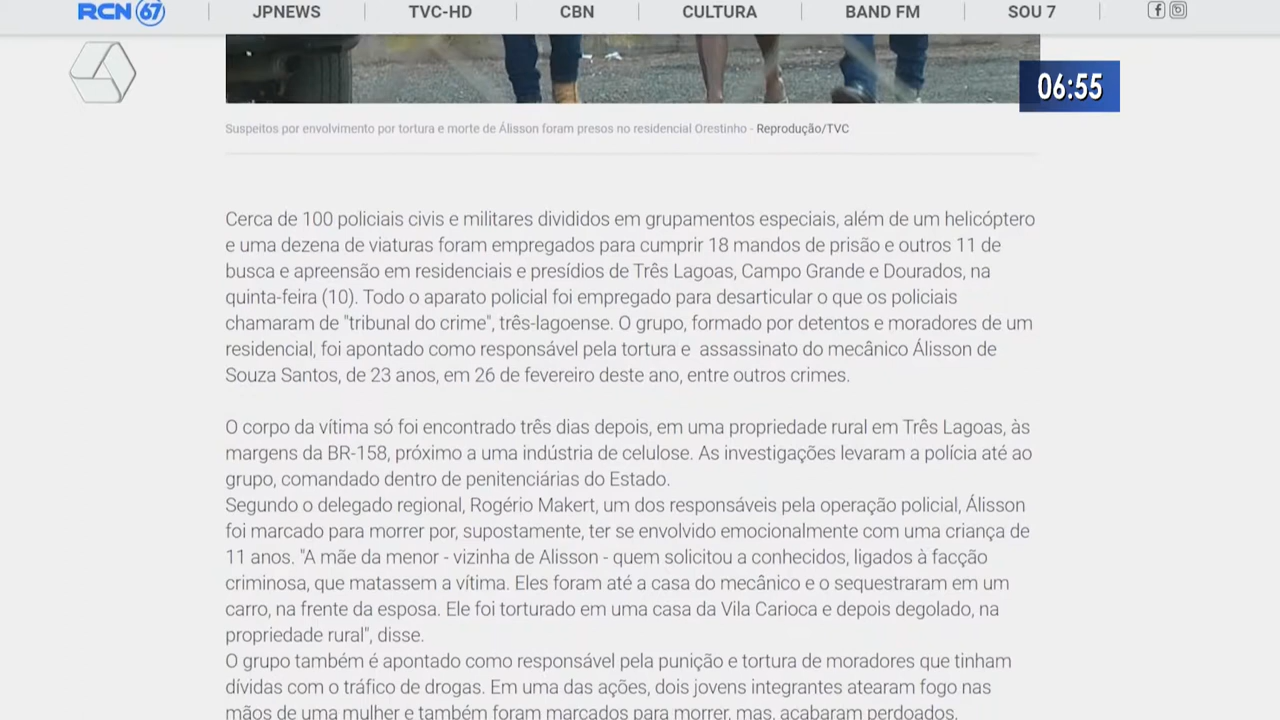 RCN 67 JPNEWS TVC-HD CBN CULTURA BAND FM SOU 7
06:55
Suspeitos por envolvimento por tortura e morte de Álisson foram presos no residencial Orestinho - Reprodução/TVC
Cerca de 100 policiais civis e militares divididos em grupamentos especiais, além de um helicóptero
e uma dezena de viaturas foram empregados para cumprir 18 mandos de prisão e outros 11 de
busca e apreensão em residenciais e presídios de Três Lagoas, Campo Grande e Dourados, na
quinta-feira (10). Todo o aparato policial foi empregado para desarticular o que os policiais
chamaram de "tribunal do crime", três-lagoense. O grupo, formado por detentos e moradores de um
residencial, foi apontado como responsável pela tortura e  assassinato do mecânico Álisson de
Souza Santos, de 23 anos, em 26 de fevereiro deste ano, entre outros crimes.
O corpo da vítima só foi encontrado três dias depois, em uma propriedade rural em Três Lagoas, às
margens da BR-158, próximo a uma indústria de celulose. As investigações levaram a polícia até ao
grupo, comandado dentro de penitenciárias do Estado.
Segundo o delegado regional, Rogério Makert, um dos responsáveis pela operação policial, Álisson
foi marcado para morrer por, supostamente, ter se envolvido emocionalmente com uma criança de
11 anos. "A mãe da menor - vizinha de Alisson - quem solicitou a conhecidos, ligados à facção
criminosa, que matassem a vítima. Eles foram até a casa do mecânico e o sequestraram em um
carro, na frente da esposa. Ele foi torturado em uma casa da Vila Carioca e depois degolado, na
propriedade rural", disse.
O grupo também é apontado como responsável pela punição e tortura de moradores que tinham
dívidas com o tráfico de drogas. Em uma das ações, dois jovens integrantes atearam fogo nas
mãos de uma mulher e também foram marcados para morrer, mas, acabaram perdoados.